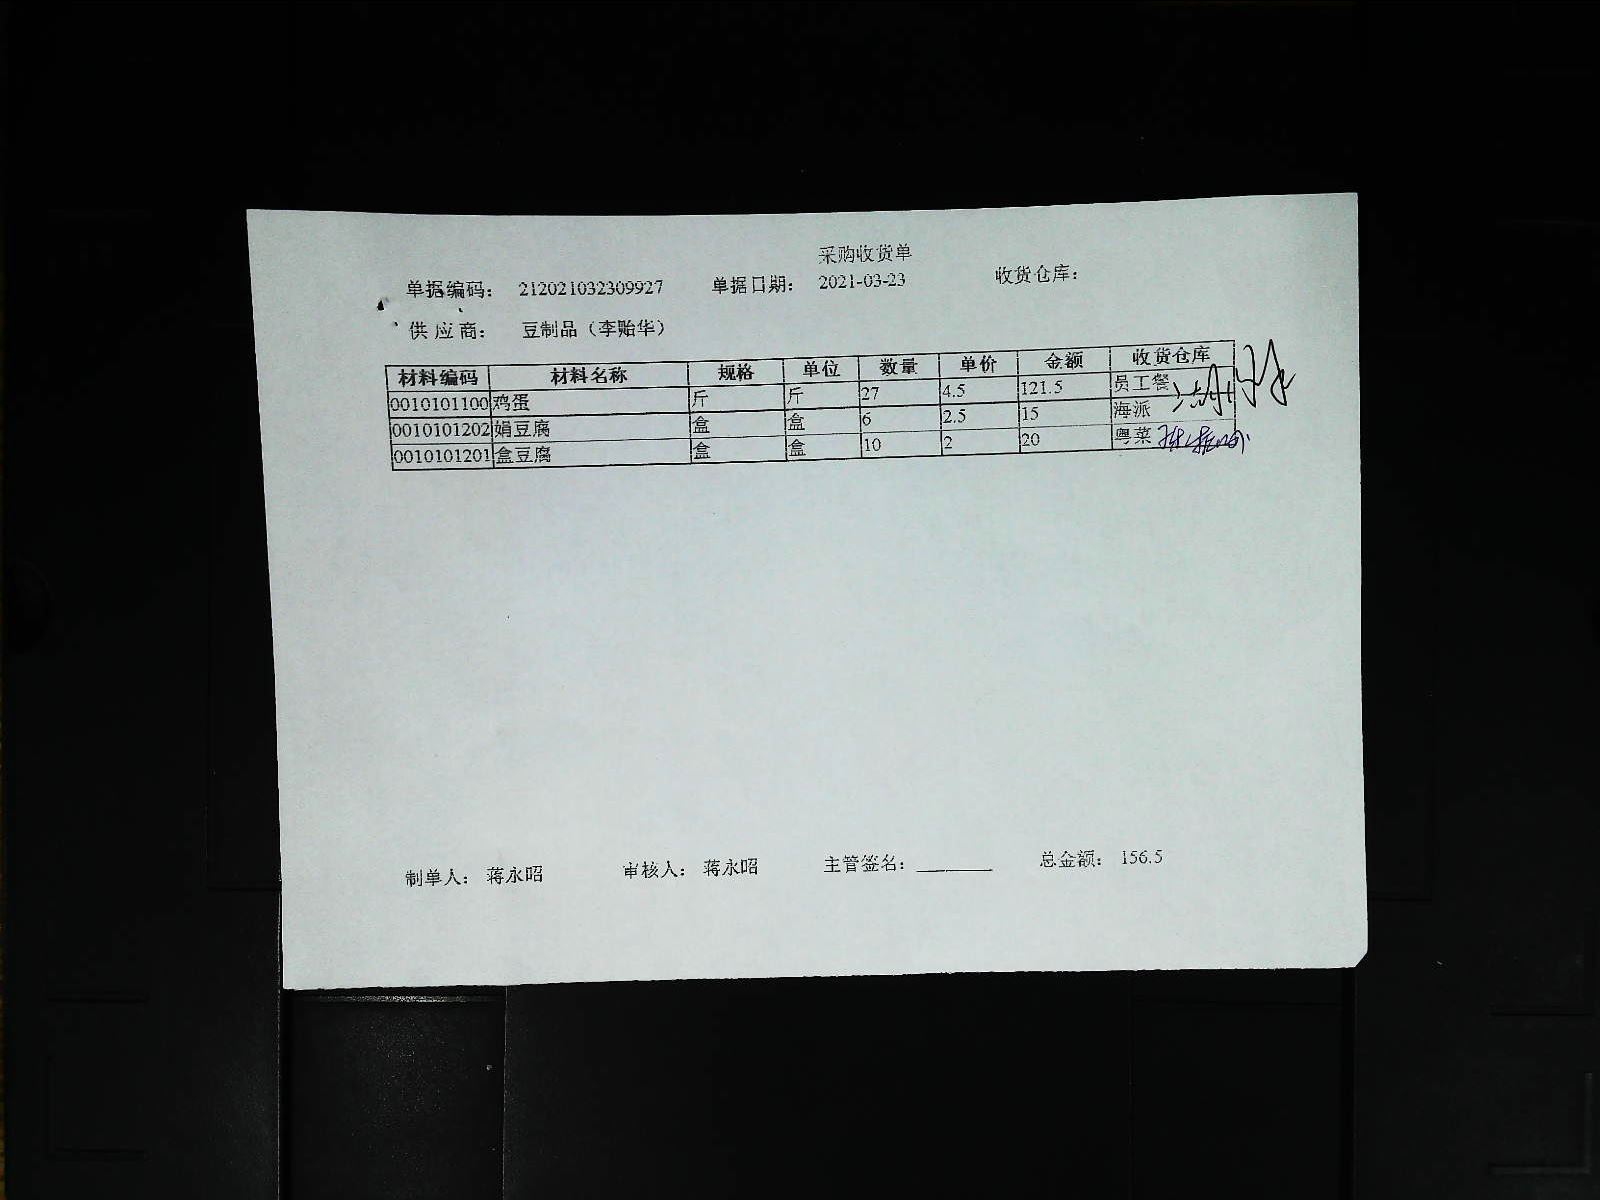 采购收货单
单据编码： 212021032309927 单据日期： 2021-03-23 收货仓库：
供 应 商： 豆制品（李贻华）
材料编码 材料名称 规格 单位 数量 单价 金额 收货仓库
0010101100 鸡蛋 斤 斤 27 4.5 121.5 员工餐
0010101202 娟豆腐 盒 盒 6 2.5 15 海派
0010101201 盒豆腐 盒 盒 10 2 20 粤菜
制单人： 蒋永昭 审核人： 蒋永昭 主管签名： 总金额： 156.5